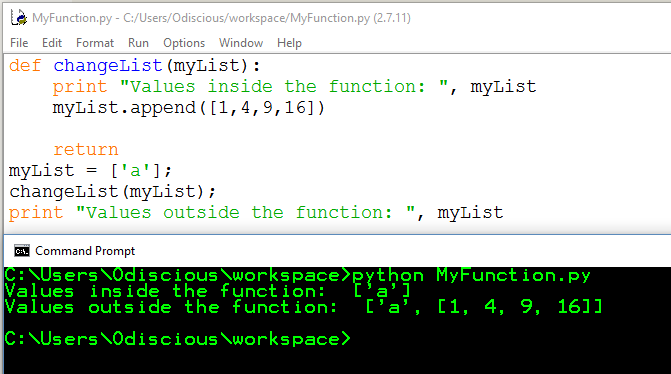 MyFunction.py - C:/Users/Odiscious/workspace/MyFunction.py (2.7.11)
File Edit Format Run Options Window Help
def changeList(myList):
    print "Values inside the function: ", myList
    myList.append([1,4,9,16])
    return
myList = ['a'];
changeList(myList);
print "Values outside the function: ", myList
C:\. Command Prompt
C:\Users\Odiscious\workspace>python MyFunction.py
Values inside the function:  ['a']
Values outside the function:  ['a', [1, 4, 9, 16]]
C:\Users\Odiscious\workspace>